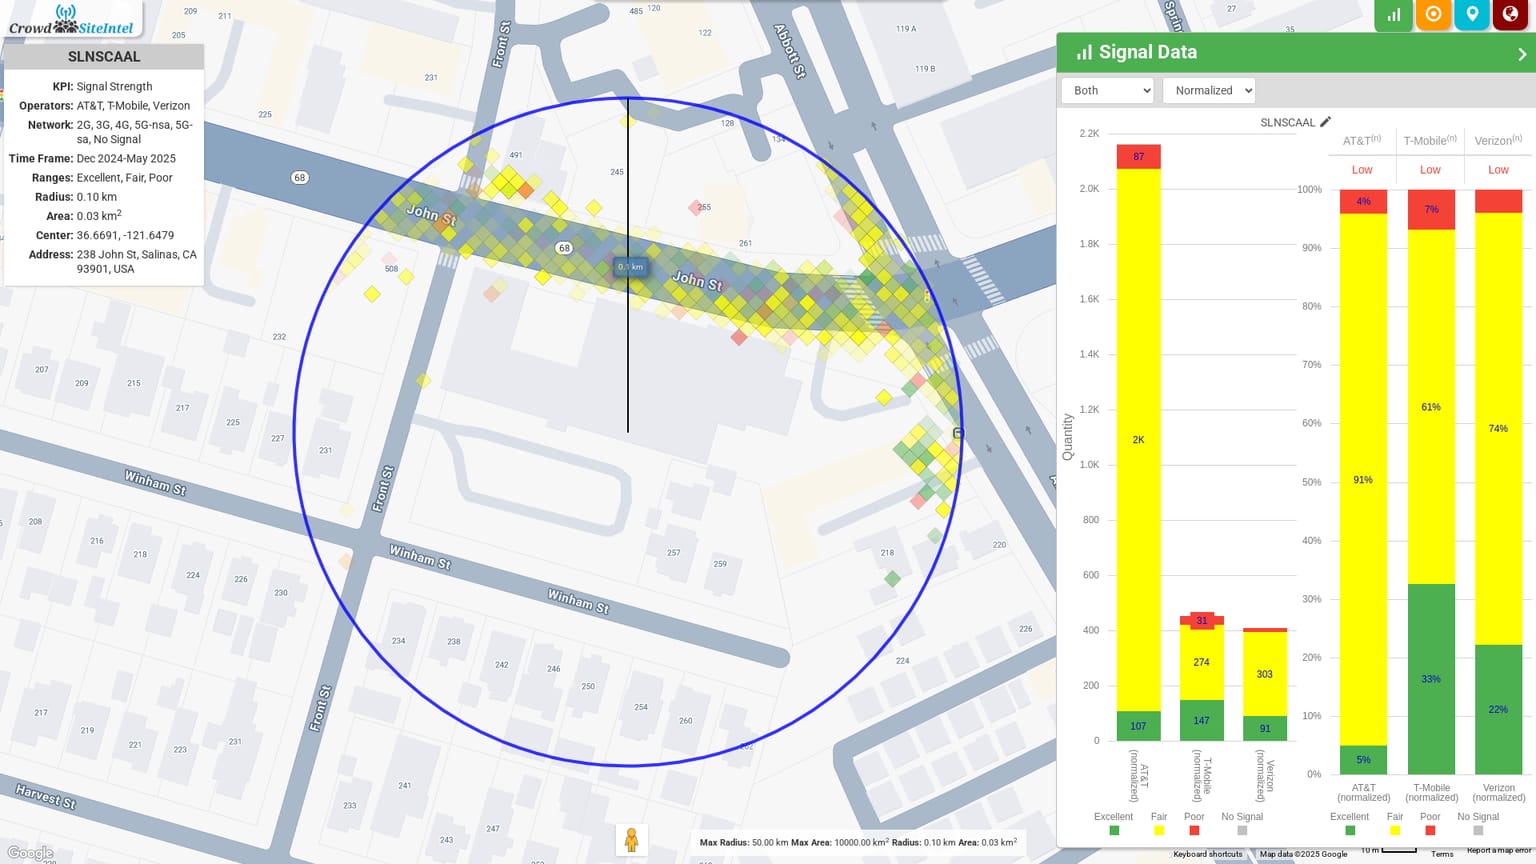 CrowdSiteIntel
SLNSCAAL
KPI: Signal Strength
Operators: AT&T, T-Mobile, Verizon
Network: 2G, 3G, 4G, 5G-nsa, 5G-
sa, No Signal
Time Frame: Dec 2024-May 2025
Ranges: Excellent, Fair, Poor
Radius: 0.10 km
Area: 0.03 km²
Center: 36.6691, -121.6479
Address: 238 John St, Salinas, CA
93901, USA
209
211
205
209
225
231
485
120
122
119 A
119 B
27
35
128
134
Front St
Abbott St
68
John St
491
245
255
261
68
0.1 km
John St
508
232
207
209
215
217
225
227
231
Winham St
Front St
208
216
218
224
226
230
Winham St
257
259
218
220
Winham St
226
224
234
238
242
246
250
254
260
262
217
219
221
223
231
Front St
Harvest St
233
241
243
247
Google
Max Radius: 50.00 km Max Area: 10000.00 km² Radius: 0.10 km Area: 0.03 km²
Keyboard shortcuts
Map data ©2025 Google
10 m
Terms
Report a map error
Signal Data
Both
Normalized
SLNSCAAL
Quantity
2.2K
2.0K
1.8K
1.6K
1.4K
1.2K
1.0K
800
600
400
200
0
87
2K
107
31
274
147
303
91
AT&T
(normalized)
T-Mobile
(normalized)
Verizon
(normalized)
Excellent
Fair
Poor
No Signal
AT&T(n)
T-Mobile(n)
Verizon(n)
Low
Low
Low
100%
90%
80%
70%
60%
50%
40%
30%
20%
10%
0%
4%
91%
5%
7%
61%
33%
74%
22%
AT&T
(normalized)
T-Mobile
(normalized)
Verizon
(normalized)
Excellent
Fair
Poor
No Signal